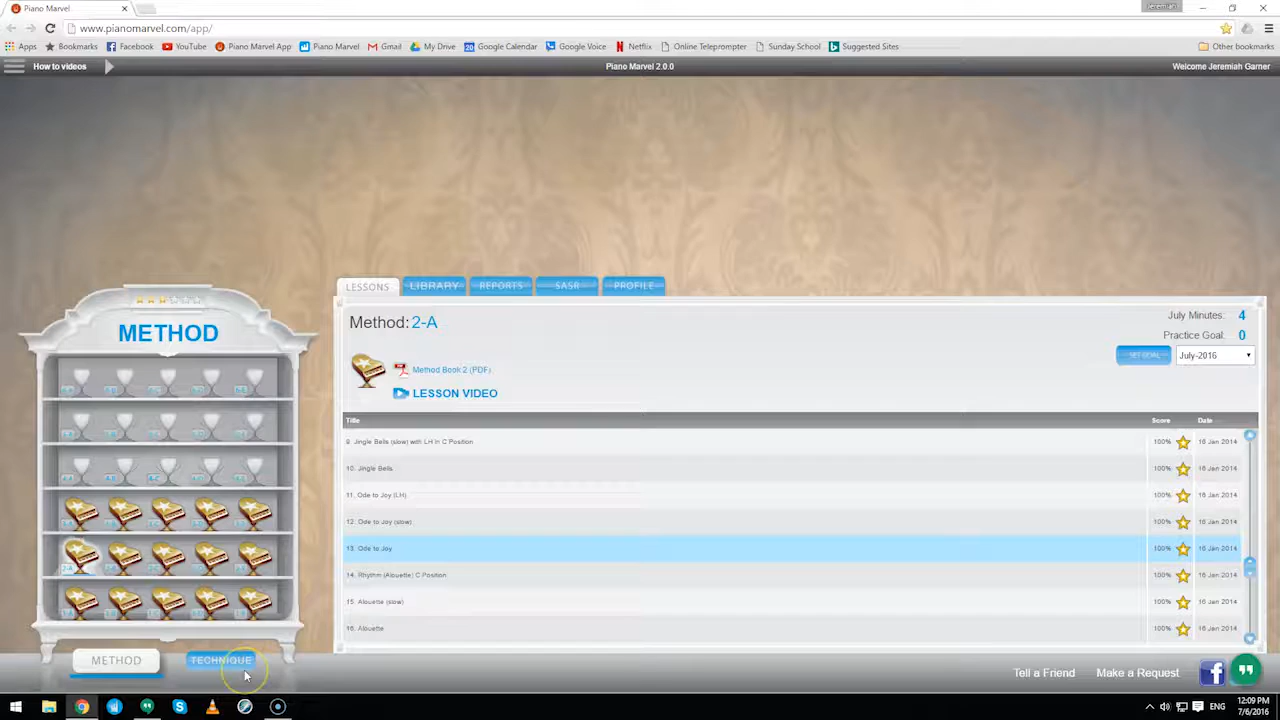 Piano Marvel
Jeremiah
www.pianomarvel.com/app/
Apps Bookmarks Facebook YouTube Piano Marvel App Piano Marvel Gmail My Drive Google Calendar Google Voice Netflix Online Teleprompter Sunday School Suggested Sites Other bookmarks
How to videos Piano Marvel 2.0.0 Welcome Jeremiah Garner
LESSONS LIBRARY REPORTS SASR PROFILE
METHOD
Method: 2-A
July Minutes: 4
Practice Goal: 0
SET GOAL July-2016
Method Book 2 (PDF)
LESSON VIDEO
Title Score Date
9. Jingle Bells (slow) with LH in C Position 100% 16 Jan 2014
10. Jingle Bells 100% 16 Jan 2014
11. Ode to Joy (LH) 100% 16 Jan 2014
12. Ode to Joy (slow) 100% 16 Jan 2014
13. Ode to Joy 100% 16 Jan 2014
14. Rhythm (Alouette) C Position 100% 16 Jan 2014
15. Alouette (slow) 100% 16 Jan 2014
16. Alouette 100% 16 Jan 2014
METHOD TECHNIQUE
Tell a Friend Make a Request
ENG
12:09 PM
7/6/2016